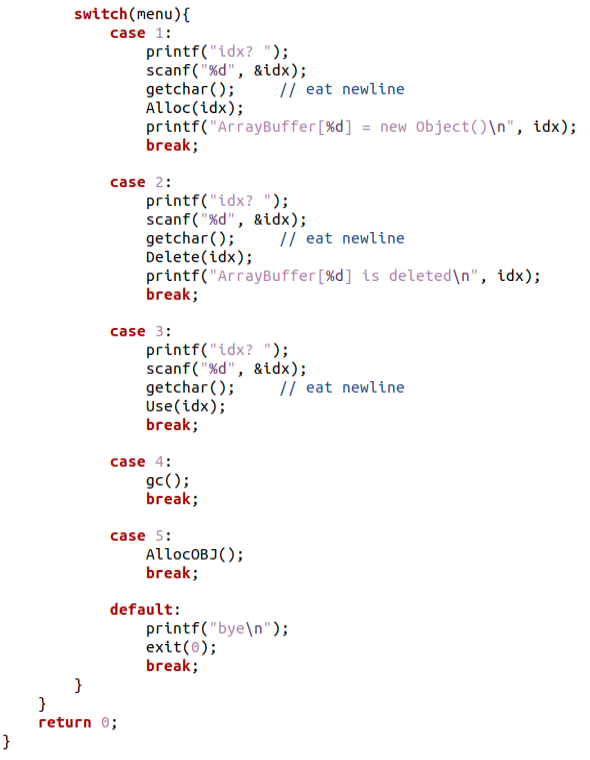 switch(menu){
case 1:
printf("idx? ");
scanf("%d", &idx);
getchar();     // eat newline
Alloc(idx);
printf("ArrayBuffer[%d] = new Object()\n", idx);
break;
case 2:
printf("idx? ");
scanf("%d", &idx);
getchar();     // eat newline
Delete(idx);
printf("ArrayBuffer[%d] is deleted\n", idx);
break;
case 3:
printf("idx? ");
scanf("%d", &idx);
getchar();     // eat newline
Use(idx);
break;
case 4:
gc();
break;
case 5:
AllocOBJ();
break;
default:
printf("bye\n");
exit(0);
break;
}
}
return 0;
}